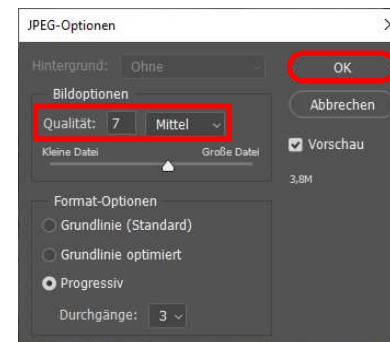 JPEG-Optionen
Hintergrund: Ohne
OK
Bildoptionen
Abbrechen
Qualität: 7 Mittel
Vorschau
Kleine Datei Große Datei
3,8M
Format-Optionen
Grundlinie (Standard)
Grundlinie optimiert
Progressiv
Durchgänge: 3